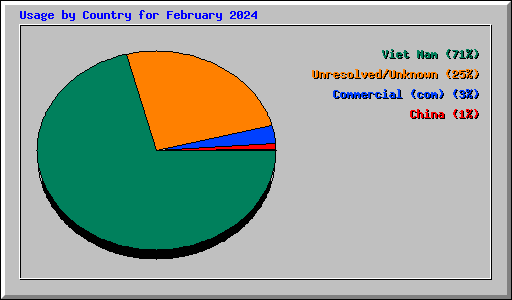 Usage by Country for February 2024
Viet Nam (71%)
Unresolved/Unknown (25%)
Commercial (com) (3%)
China (1%)